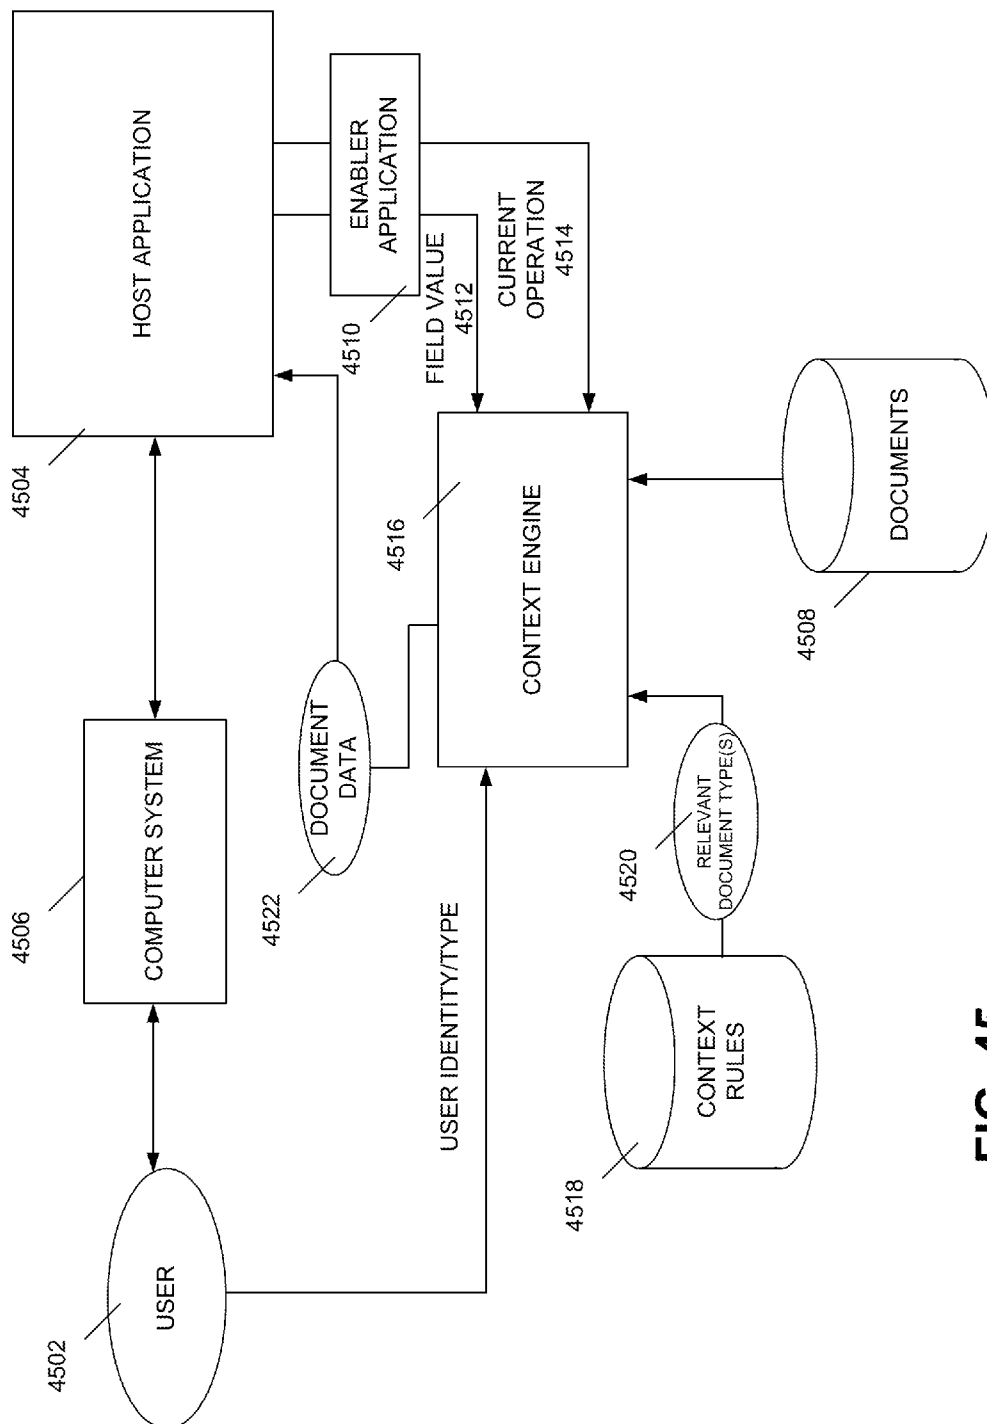 4502
4506
4504
USER
COMPUTER SYSTEM
HOST APPLICATION
4522
DOCUMENT
DATA
4510
ENABLER
APPLICATION
USER IDENTITY/TYPE
4516
FIELD VALUE
4512
CURRENT
OPERATION
4514
CONTEXT ENGINE
4518
4520
CONTEXT
RULES
RELEVANT
DOCUMENT TYPE(S)
4508
DOCUMENTS
FIG. 45